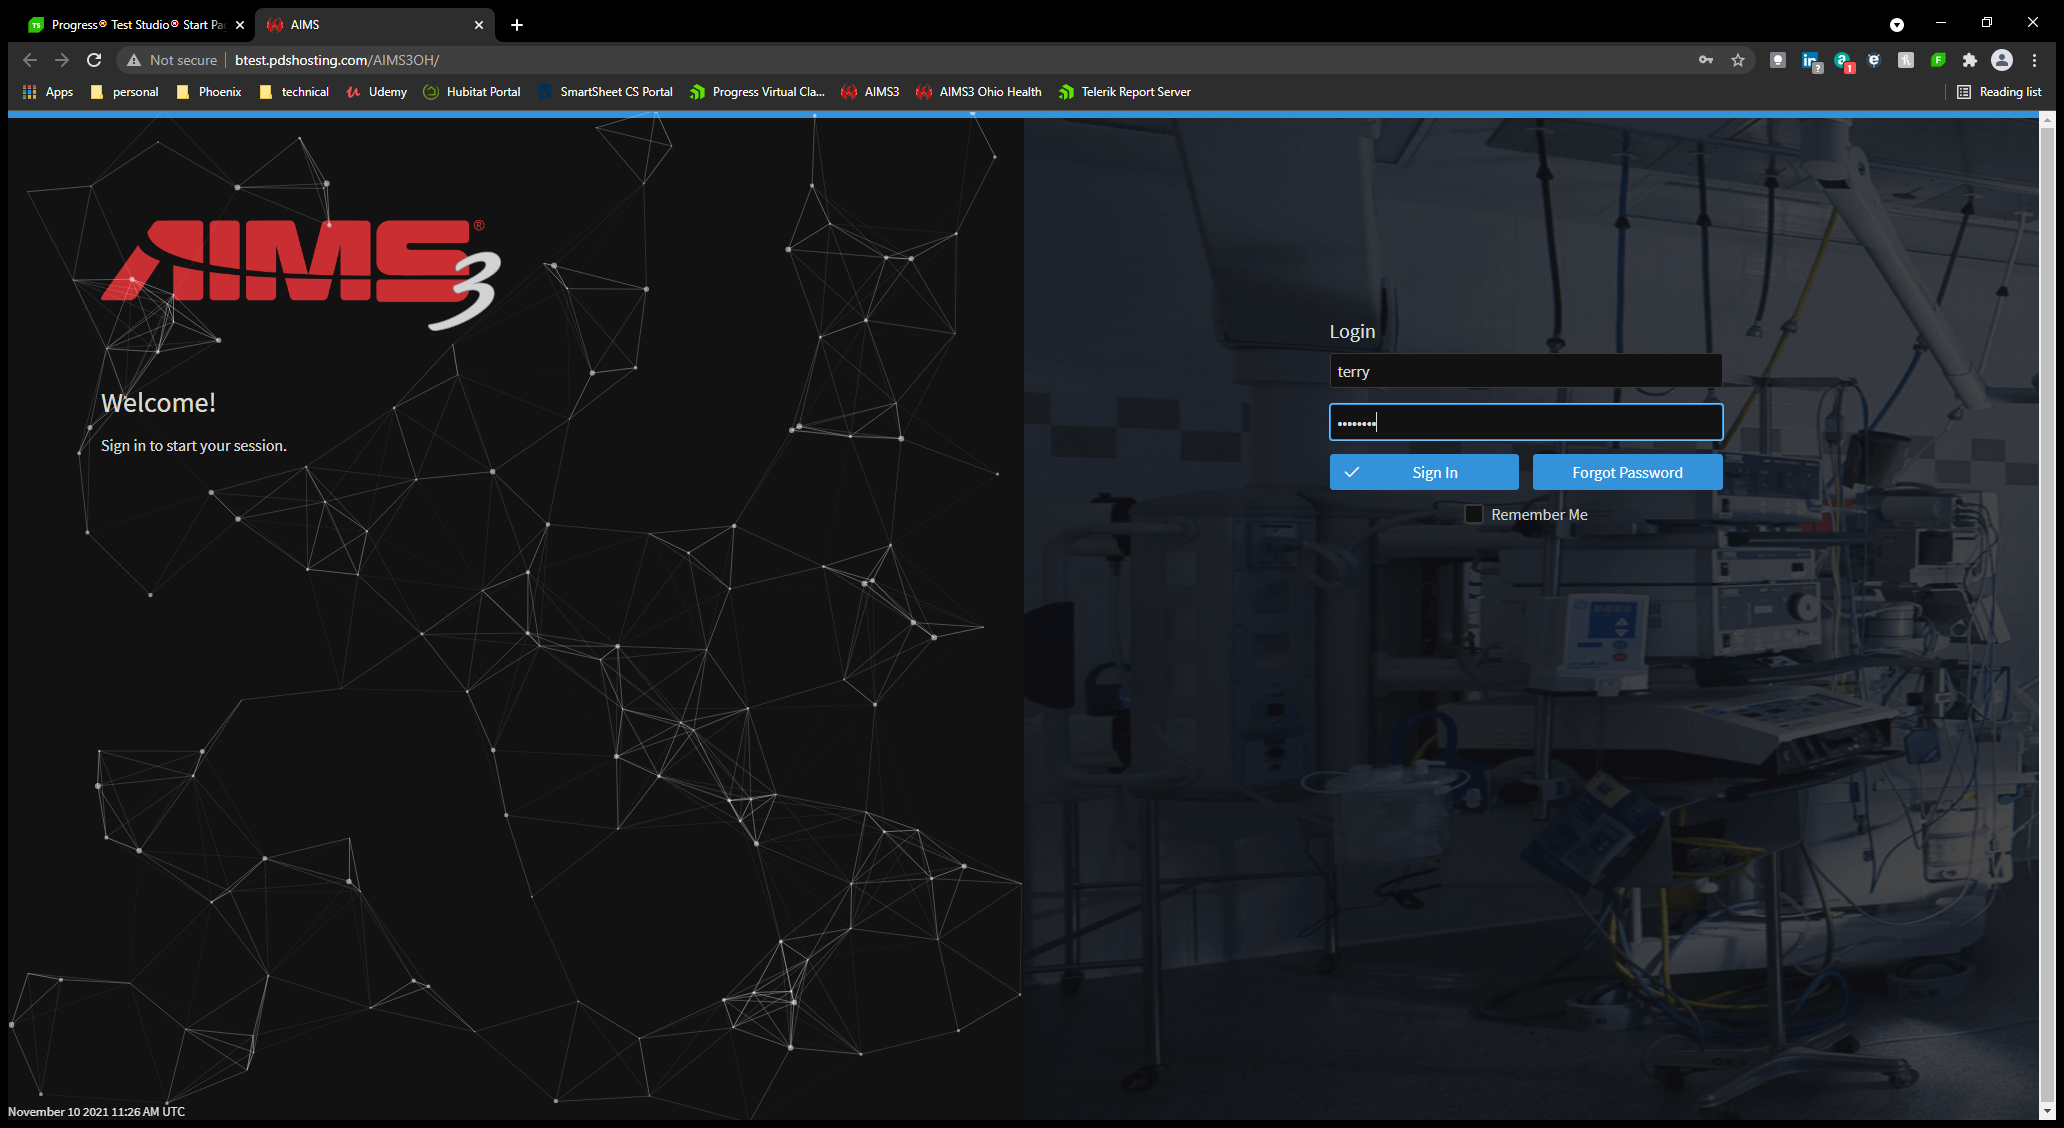 Progress® Test Studio® Start Pa
AIMS
Not secure
btest.pdshosting.com/AIMS3OH/
Apps
personal
Phoenix
technical
Udemy
Hubitat Portal
SmartSheet CS Portal
Progress Virtual Cla...
AIMS3
AIMS3 Ohio Health
Telerik Report Server
Reading list
AIMS® 3
Welcome!
Sign in to start your session.
Login
terry
••••••••
Sign In
Forgot Password
Remember Me
November 10 2021 11:26 AM UTC